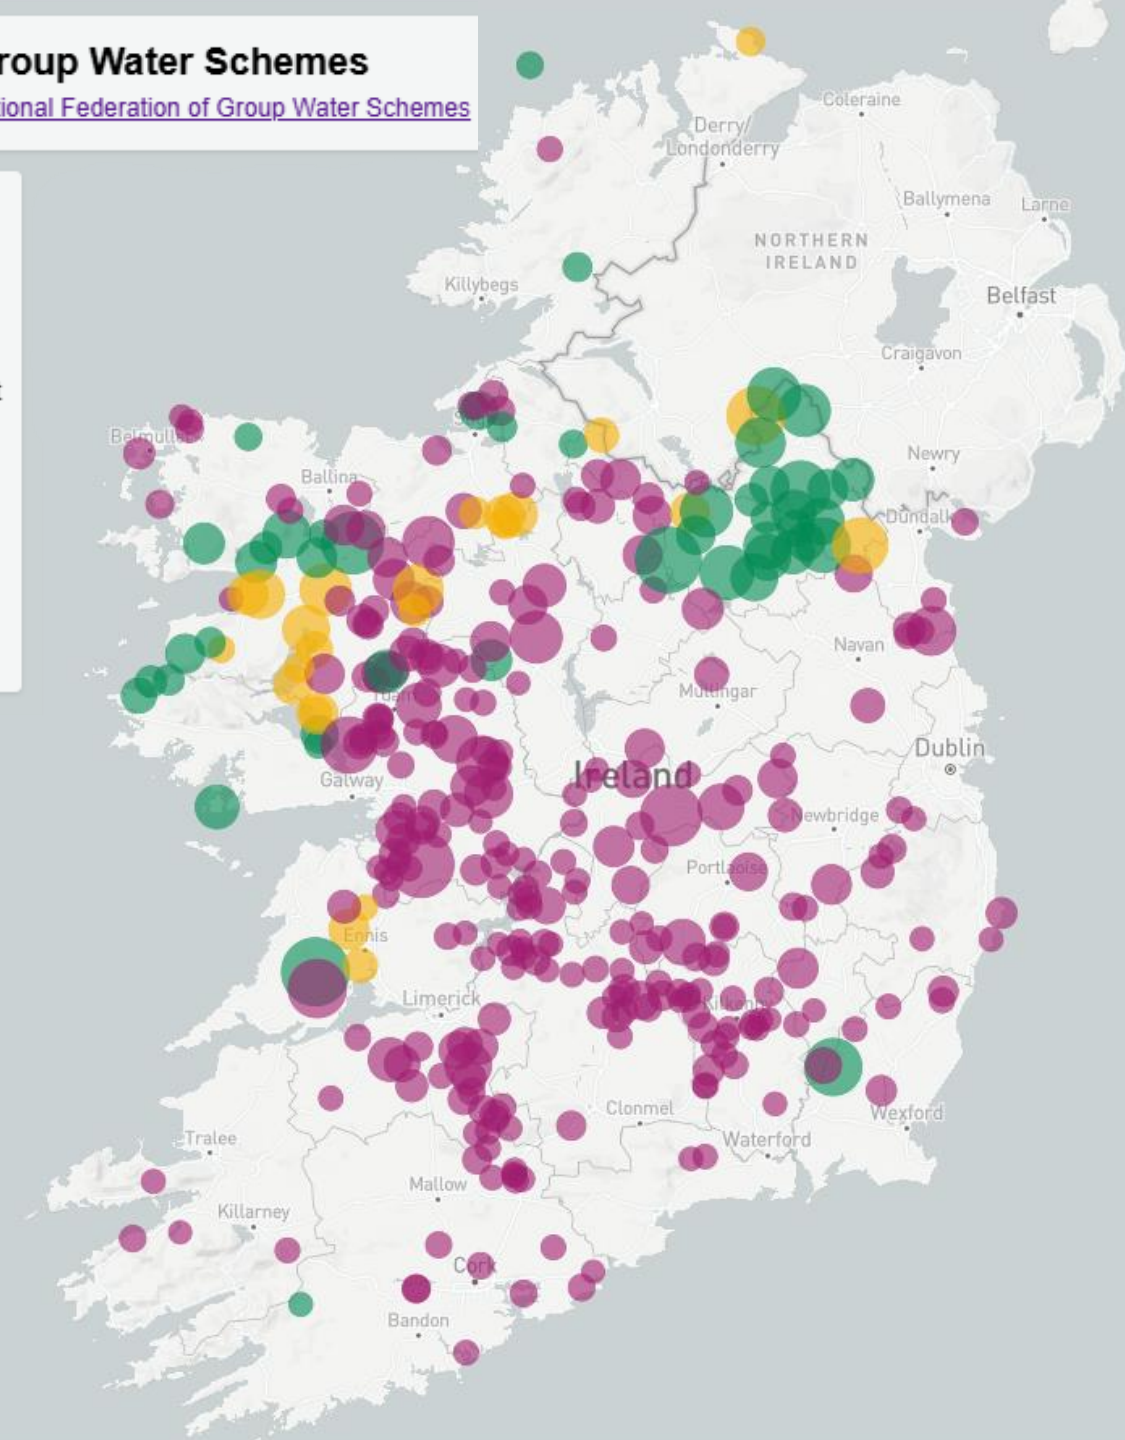 roup Water Schemes
tional Federation of Group Water Schemes
t
Coleraine
Derry/
Londonderry
Ballymena
Larne
NORTHERN
IRELAND
Killybegs
Belfast
Craigavon
Newry
Ballina
Dundalk
Navan
Mullingar
Dublin
Ireland
Galway
Newbridge
Portlaoise
Ennis
Limerick
Kilkenny
Clonmel
Wexford
Waterford
Tralee
Mallow
Killarney
Cork
Bandon